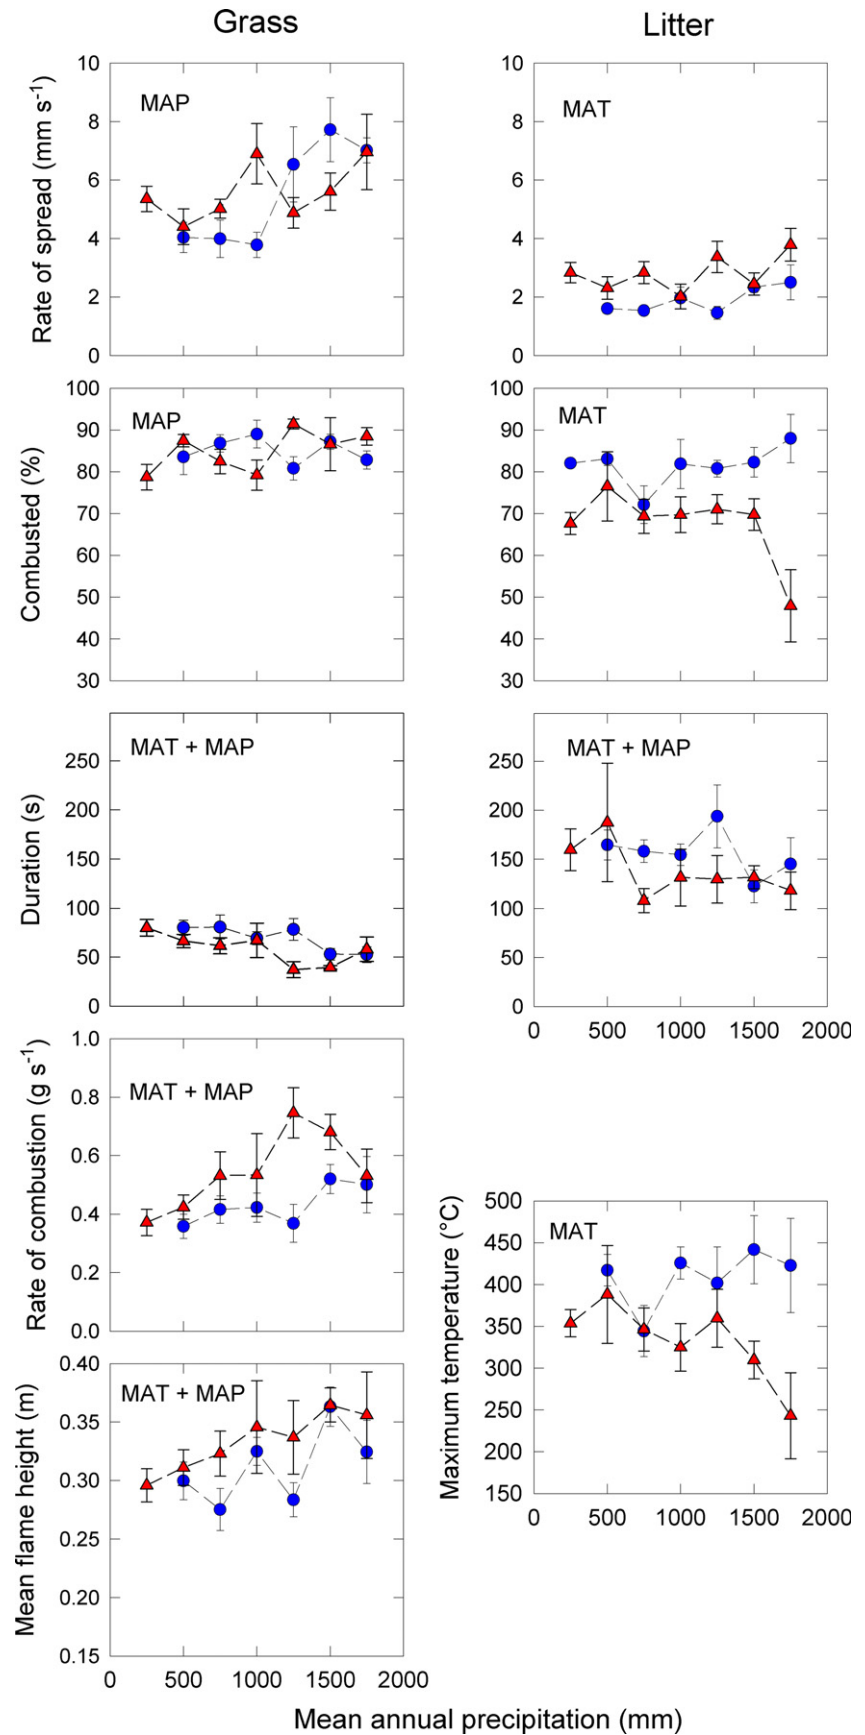 Grass
Litter
Rate of spread (mm s-1)
10
8
6
4
2
0
MAP
10
8
6
4
2
0
MAT
Combusted (%)
100
90
80
70
60
50
40
30
MAP
100
90
80
70
60
50
40
30
MAT
Duration (s)
250
200
150
100
50
0
MAT + MAP
250
200
150
100
50
0
MAT + MAP
0 500 1000 1500 2000
Rate of combustion (g s-1)
1.0
0.8
0.6
0.4
0.2
0.0
MAT + MAP
Maximum temperature (°C)
500
450
400
350
300
250
200
150
MAT
0 500 1000 1500 2000
Mean flame height (m)
0.40
0.35
0.30
0.25
0.20
0.15
MAT + MAP
0 500 1000 1500 2000
Mean annual precipitation (mm)